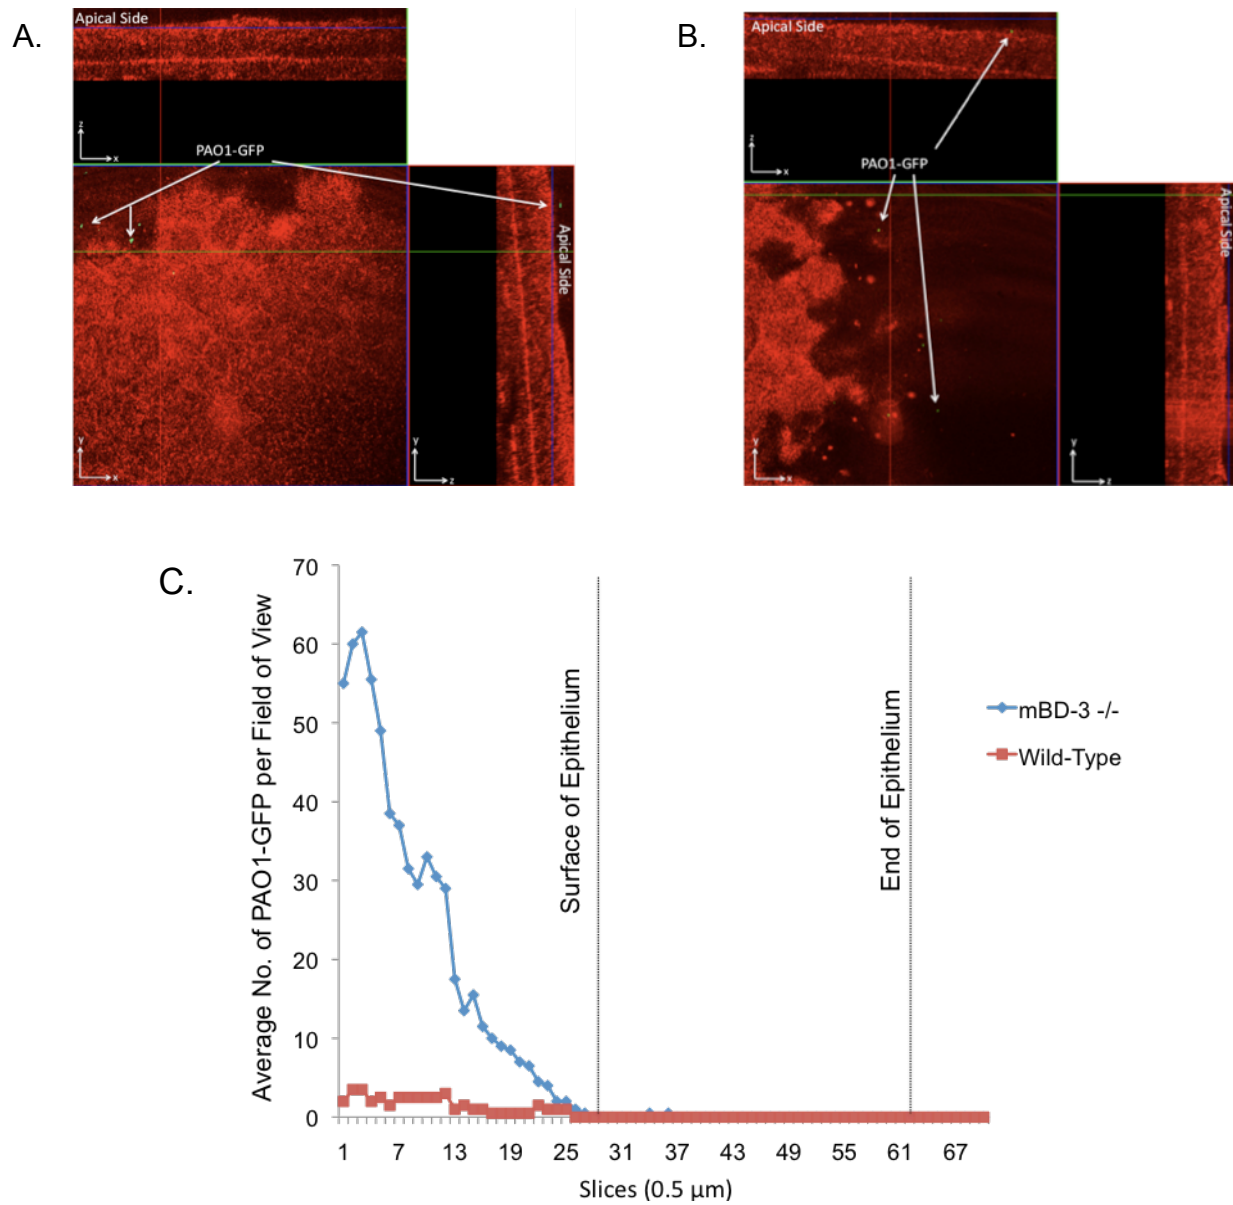 A.
Apical Side
z
x
PAO1-GFP
Apical Side
y
x
y
z
B.
Apical Side
z
x
PAO1-GFP
Apical Side
y
x
y
z
C.
Average No. of PAO1-GFP per Field of View
70
60
50
40
30
20
10
0
Surface of Epithelium
End of Epithelium
mBD-3 -/-
Wild-Type
1 7 13 19 25 31 37 43 49 55 61 67
Slices (0.5 µm)